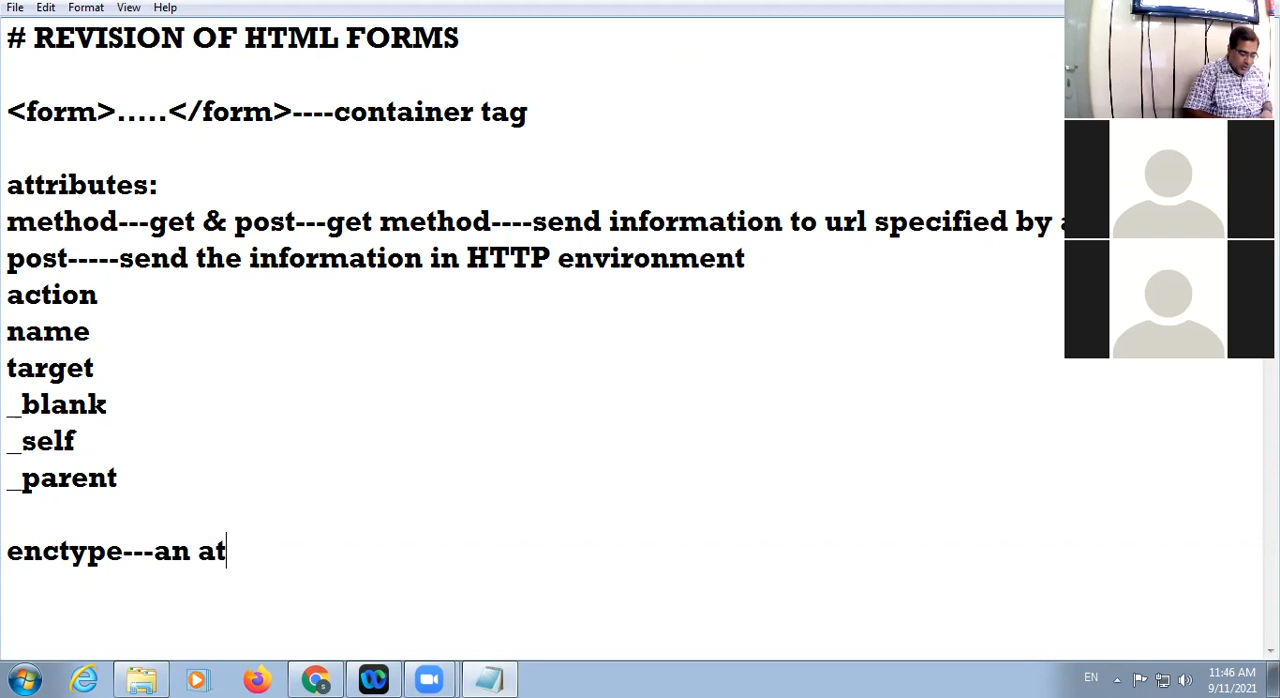 File Edit Format View Help
# REVISION OF HTML FORMS
<form>.....</form>----container tag
attributes:
method---get & post---get method----send information to url specified by
post-----send the information in HTTP environment
action
name
target
_blank
_self
_parent
enctype---an at
EN
11:46 AM
9/11/2021